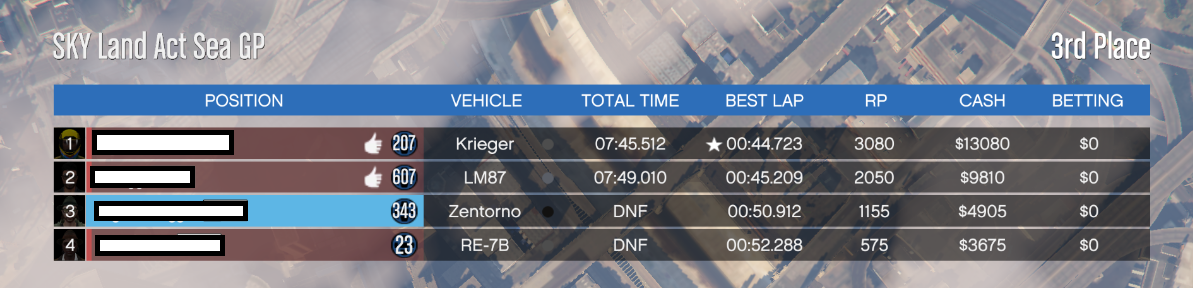 SKY Land Act Sea GP 3rd Place
POSITION VEHICLE TOTAL TIME BEST LAP RP CASH BETTING
1 207 Krieger 07:45.512 ★ 00:44.723 3080 $13080 $0
2 607 LM87 07:49.010 00:45.209 2050 $9810 $0
3 343 Zentorno DNF 00:50.912 1155 $4905 $0
4 23 RE-7B DNF 00:52.288 575 $3675 $0